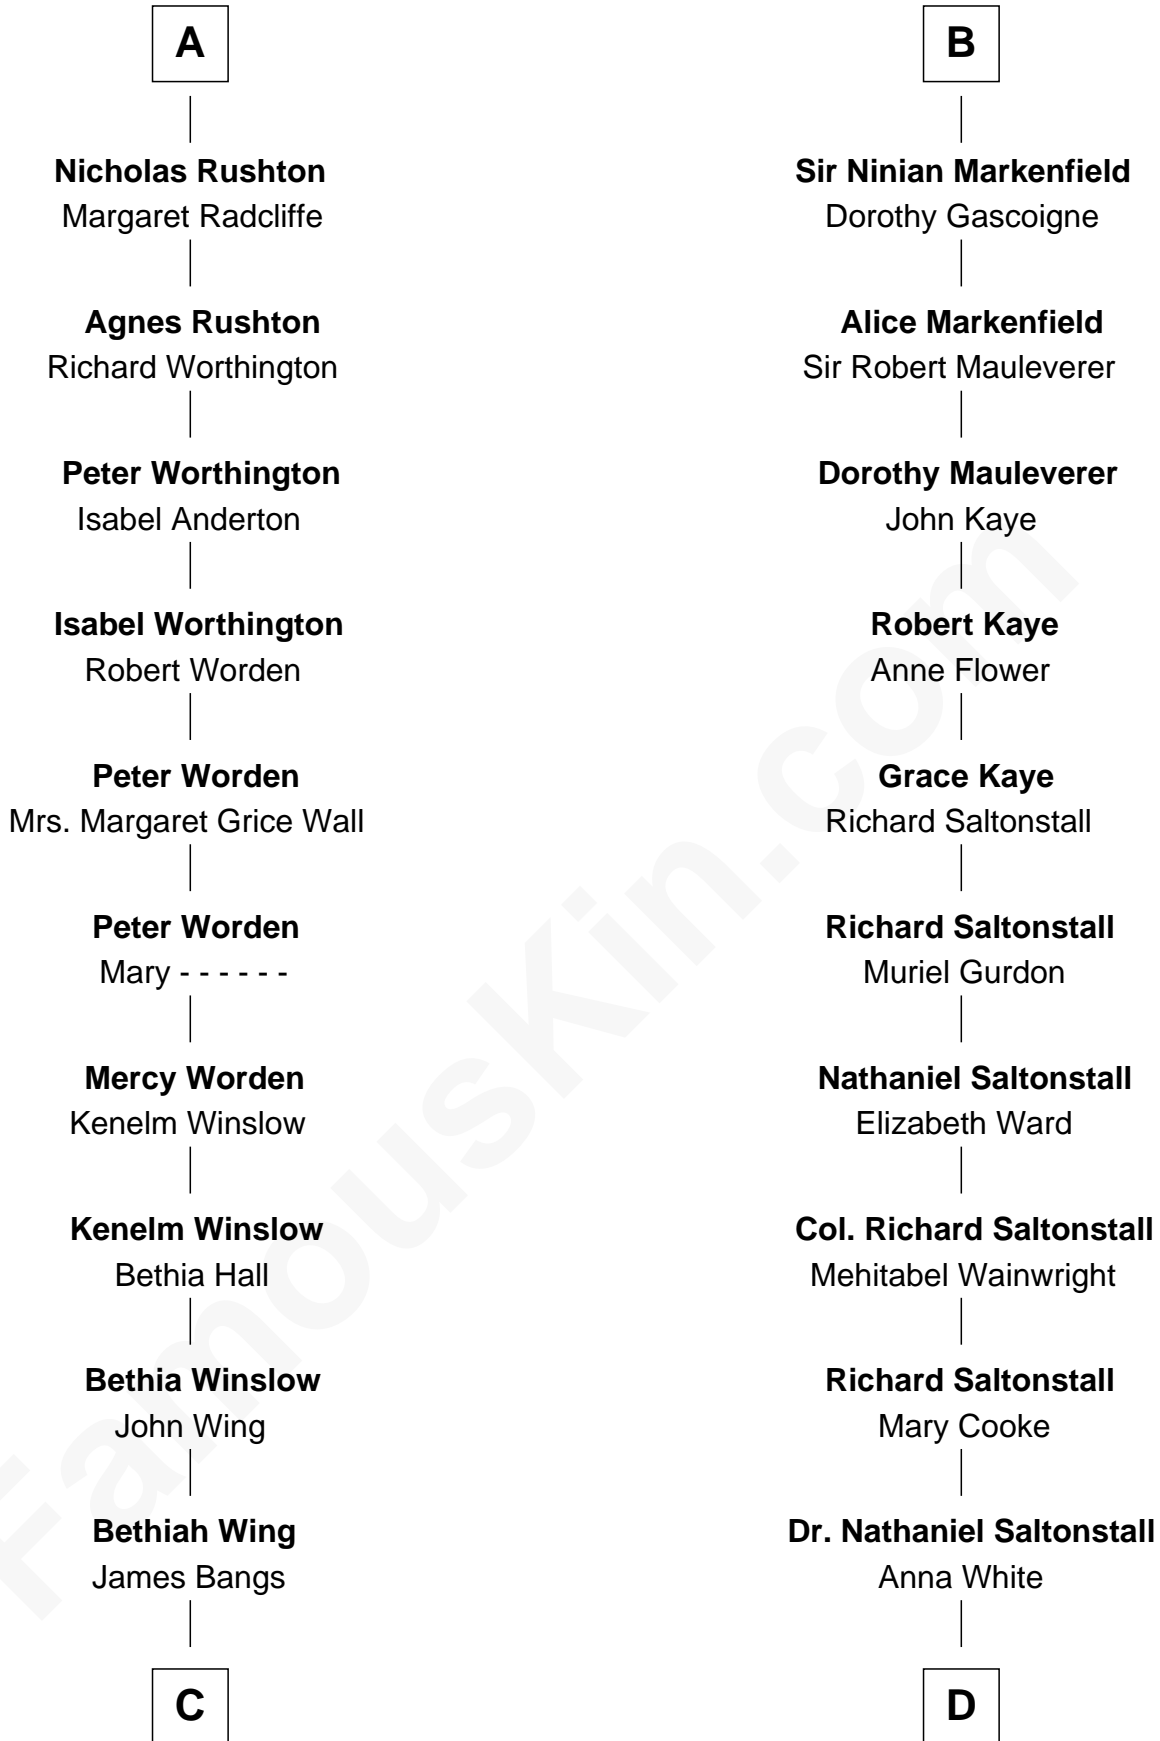 A
Nicholas Rushton
Margaret Radcliffe
Agnes Rushton
Richard Worthington
Peter Worthington
Isabel Anderton
Isabel Worthington
Robert Worden
Peter Worden
Mrs. Margaret Grice Wall
Peter Worden
Mary - - - - - -
Mercy Worden
Kenelm Winslow
Kenelm Winslow
Bethia Hall
Bethia Winslow
John Wing
Bethiah Wing
James Bangs
C
B
Sir Ninian Markenfield
Dorothy Gascoigne
Alice Markenfield
Sir Robert Mauleverer
Dorothy Mauleverer
John Kaye
Robert Kaye
Anne Flower
Grace Kaye
Richard Saltonstall
Richard Saltonstall
Muriel Gurdon
Nathaniel Saltonstall
Elizabeth Ward
Col. Richard Saltonstall
Mehitabel Wainwright
Richard Saltonstall
Mary Cooke
Dr. Nathaniel Saltonstall
Anna White
D
FamousKin.com